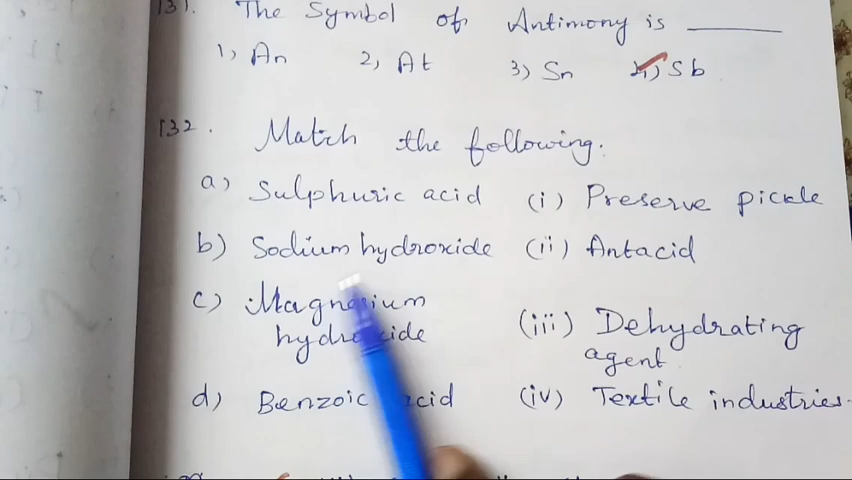 131. The Symbol of Antimony is ______
1) An 2) At 3) Sn 4) Sb
132. Match the following.
a) Sulphuric acid (i) Preserve pickle
b) Sodium hydroxide (ii) Antacid
c) Magnesium
hydroxide (iii) Dehydrating
agent
d) Benzoic acid (iv) Textile industries.